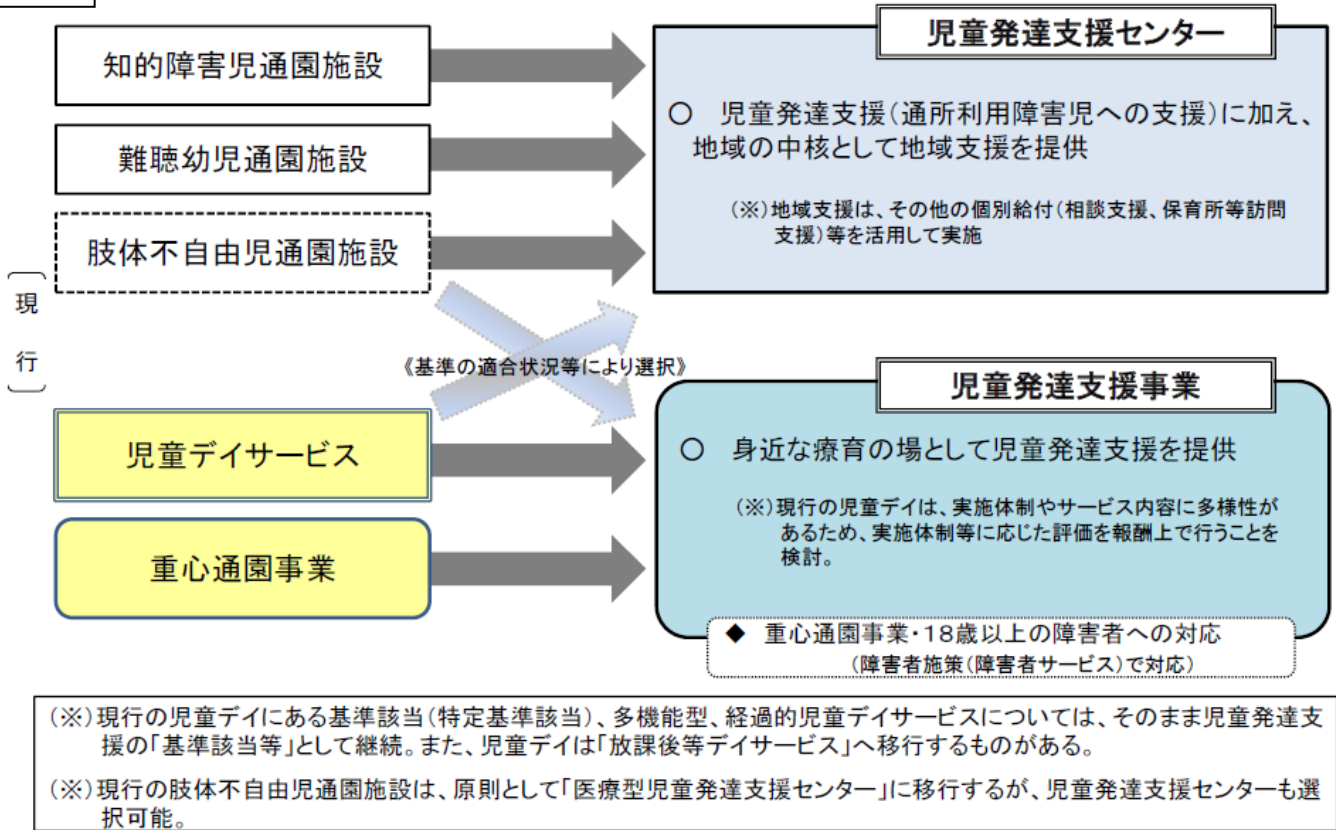 知的障害児通園施設
難聴幼児通園施設
肢体不自由児通園施設
現
行
児童デイサービス
重心通園事業
《基準の適合状況等により選択》
児童発達支援センター
○　児童発達支援(通所利用障害児への支援)に加え、
地域の中核として地域支援を提供
(※)地域支援は、その他の個別給付(相談支援、保育所等訪問
支援)等を活用して実施
児童発達支援事業
○　身近な療育の場として児童発達支援を提供
(※)現行の児童デイは、実施体制やサービス内容に多様性が
あるため、実施体制等に応じた評価を報酬上で行うことを
検討。
◆　重心通園事業・18歳以上の障害者への対応
(障害者施策(障害者サービス)で対応)
(※)現行の児童デイにある基準該当(特定基準該当)、多機能型、経過的児童デイサービスについては、そのまま児童発達支
援の「基準該当等」として継続。また、児童デイは「放課後等デイサービス」へ移行するものがある。
(※)現行の肢体不自由児通園施設は、原則として「医療型児童発達支援センター」に移行するが、児童発達支援センターも選
択可能。